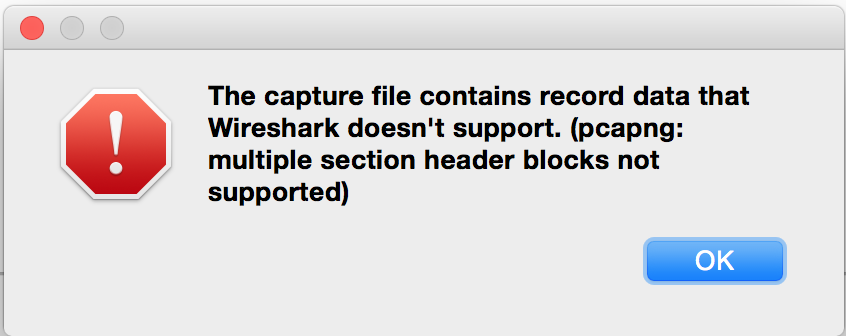 The capture file contains record data that
Wireshark doesn't support. (pcapng:
multiple section header blocks not
supported)
OK